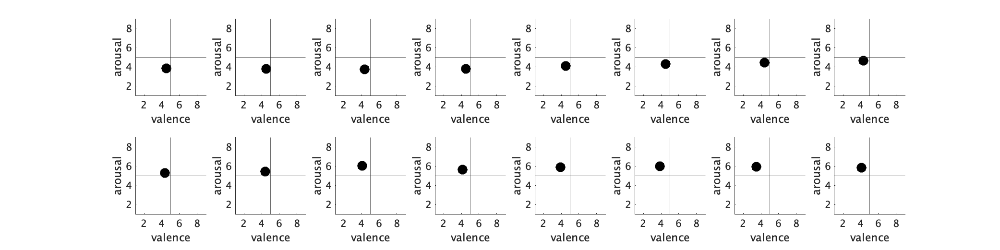 8 8 8 8 8 8 8 8
arousal 6 arousal 6 arousal 6 arousal 6 arousal 6 arousal 6 arousal 6 arousal 6
4 4 4 4 4 4 4 4
2 2 2 2 2 2 2 2
2 4 6 8 2 4 6 8 2 4 6 8 2 4 6 8 2 4 6 8 2 4 6 8 2 4 6 8 2 4 6 8
valence valence valence valence valence valence valence valence
8 8 8 8 8 8 8 8
arousal 6 arousal 6 arousal 6 arousal 6 arousal 6 arousal 6 arousal 6 arousal 6
4 4 4 4 4 4 4 4
2 2 2 2 2 2 2 2
2 4 6 8 2 4 6 8 2 4 6 8 2 4 6 8 2 4 6 8 2 4 6 8 2 4 6 8 2 4 6 8
valence valence valence valence valence valence valence valence